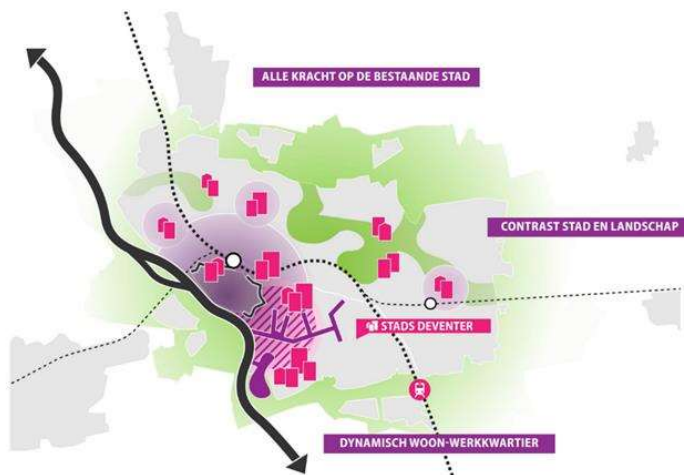 ALLE KRACHT OP DE BESTAANDE STAD
CONTRAST STAD EN LANDSCHAP
STADS DEVENTER
DYNAMISCH WOON-WERKKWARTIER